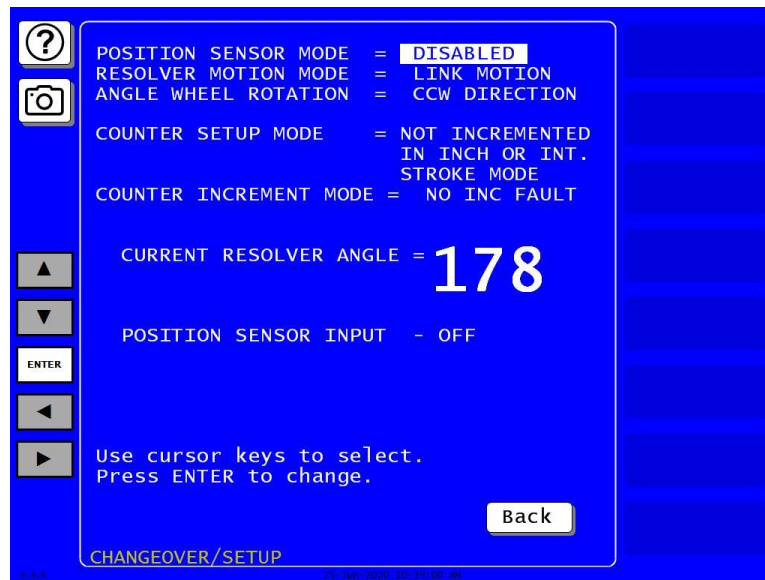 ?
POSITION SENSOR MODE = DISABLED
RESOLVER MOTION MODE = LINK MOTION
ANGLE WHEEL ROTATION = CCW DIRECTION
COUNTER SETUP MODE = NOT INCREMENTED
IN INCH OR INT.
STROKE MODE
COUNTER INCREMENT MODE = NO INC FAULT
CURRENT RESOLVER ANGLE = 178
POSITION SENSOR INPUT - OFF
ENTER
Use cursor keys to select.
Press ENTER to change.
Back
CHANGEOVER/SETUP